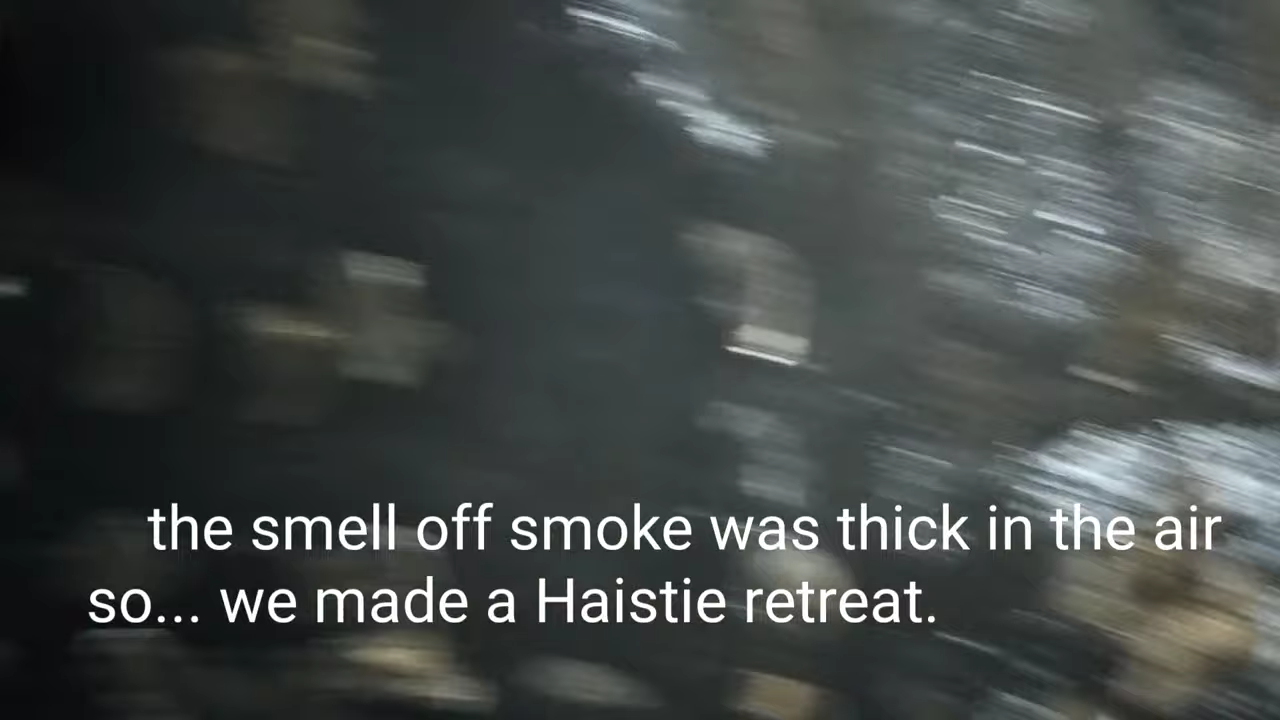 the smell off smoke was thick in the air
so... we made a Haistie retreat.